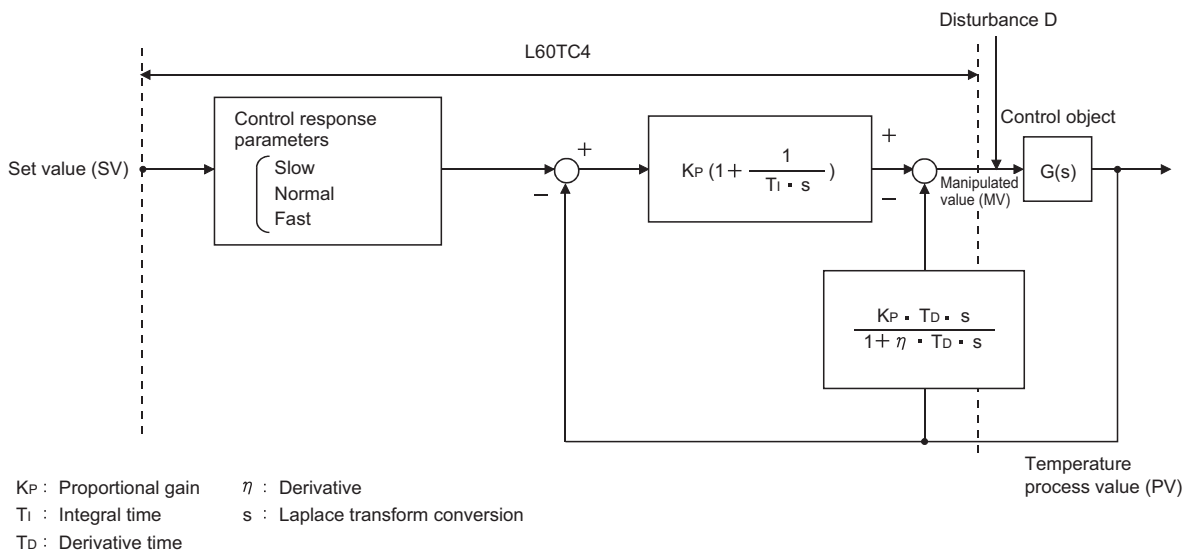 Disturbance D
L60TC4
Control response
parameters
Slow
Normal
Fast
Control object
Set value (SV)
+
−
KP (1+ 1 / TI ▪ s )
+
−
Manipulated
value (MV)
G(s)
KP ▪ TD ▪ s
1+ η ▪ TD ▪ s
Temperature
process value (PV)
KP : Proportional gain η : Derivative
TI : Integral time s : Laplace transform conversion
TD : Derivative time